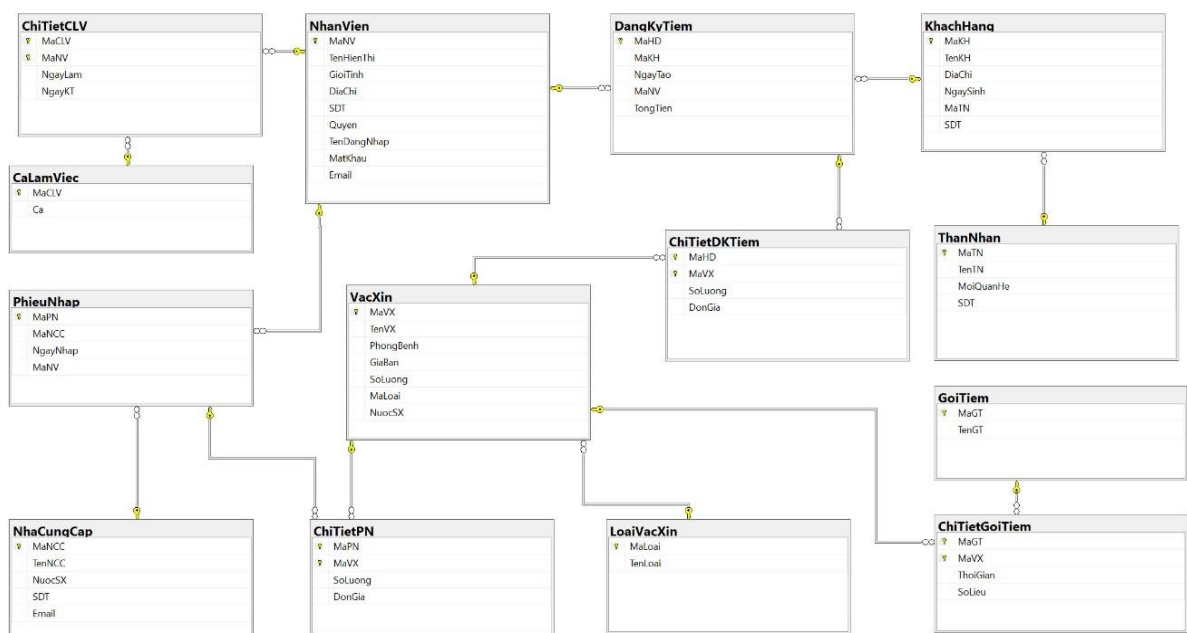 ChiTietCLV
MaCLV
MaNV
NgayLam
NgayKT
NhanVien
MaNV
TenHienThi
GioiTinh
DiaChi
SDT
Quyen
TenDangNhap
MatKhau
Email
DangKyTiem
MaHD
MaKH
NgayTao
MaNV
TongTien
KhachHang
MaKH
TenKH
DiaChi
NgaySinh
MaTN
SDT
CaLamViec
MaCLV
Ca
ChiTietDKTiem
MaHD
MaVX
SoLuong
DonGia
ThanNhan
MaTN
TenTN
MoiQuanHe
SDT
PhieuNhap
MaPN
MaNCC
NgayNhap
MaNV
VacXin
MaVX
TenVX
PhongBenh
GiaBan
SoLuong
MaLoai
NuocSX
GoiTiem
MaGT
TenGT
NhaCungCap
MaNCC
TenNCC
NuocSX
SDT
Email
ChiTietPN
MaPN
MaVX
SoLuong
DonGia
LoaiVacXin
MaLoai
TenLoai
ChiTietGoiTiem
MaGT
MaVX
ThoiGian
SoLieu